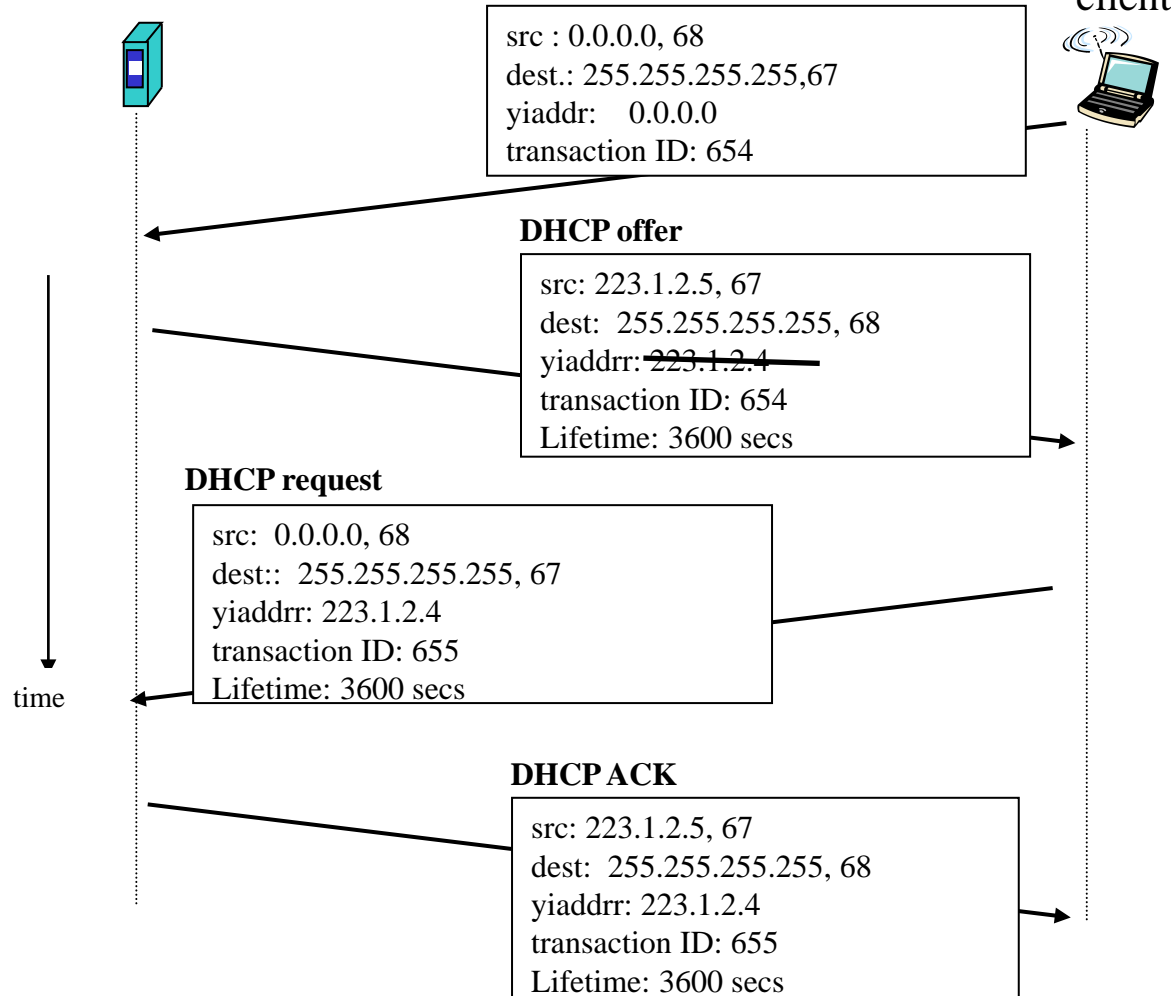 client
src : 0.0.0.0, 68
dest.: 255.255.255.255,67
yiaddr: 0.0.0.0
transaction ID: 654
DHCP offer
src: 223.1.2.5, 67
dest: 255.255.255.255, 68
yiaddrr: 223.1.2.4
transaction ID: 654
Lifetime: 3600 secs
DHCP request
src: 0.0.0.0, 68
dest:: 255.255.255.255, 67
yiaddrr: 223.1.2.4
transaction ID: 655
Lifetime: 3600 secs
time
DHCP ACK
src: 223.1.2.5, 67
dest: 255.255.255.255, 68
yiaddrr: 223.1.2.4
transaction ID: 655
Lifetime: 3600 secs